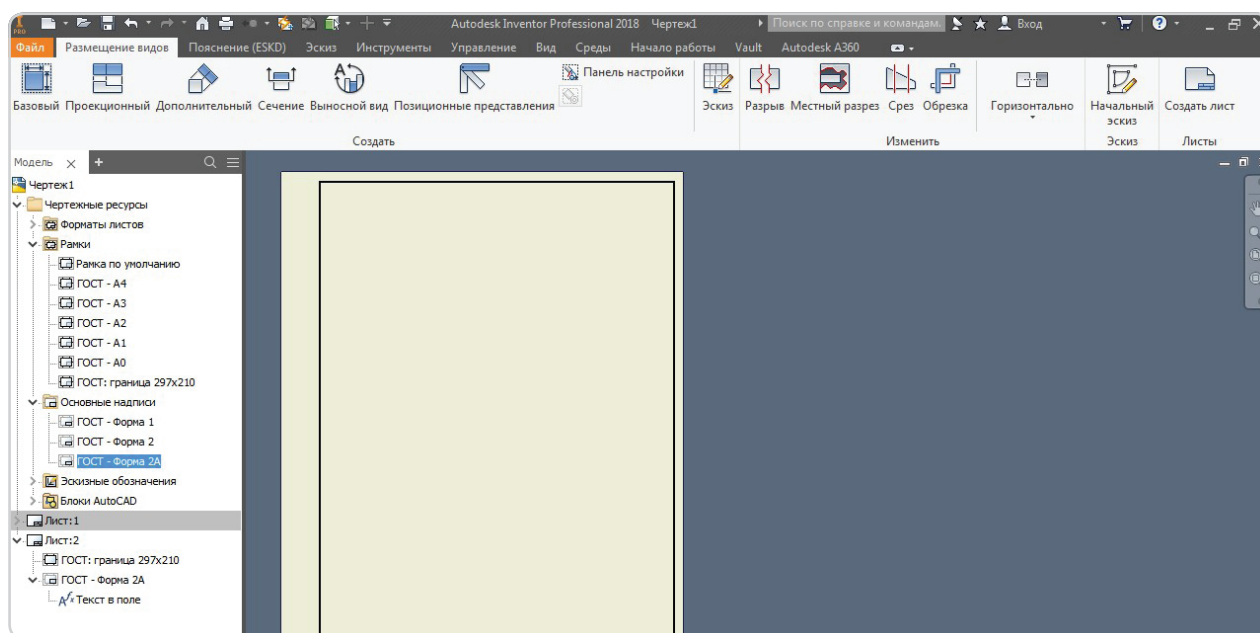 PRO
Autodesk Inventor Professional 2018 Чертеж1
Поиск по справке и командам.
Вход
Файл Размещение видов Пояснение (ESKD) Эскиз Инструменты Управление Вид Среды Начало работы Vault Autodesk A360
Панель настройки
Базовый Проекционный Дополнительный Сечение Выносной вид Позиционные представления Эскиз Разрыв Местный разрез Срез Обрезка Горизонтально Начальный эскиз Создать лист
Создать Изменить Эскиз Листы
Модель
Чертеж1
Чертежные ресурсы
Форматы листов
Рамки
Рамка по умолчанию
ГОСТ - А4
ГОСТ - А3
ГОСТ - А2
ГОСТ - А1
ГОСТ - А0
ГОСТ: граница 297x210
Основные надписи
ГОСТ - Форма 1
ГОСТ - Форма 2
ГОСТ - Форма 2А
Эскизные обозначения
Блоки AutoCAD
Лист:1
Лист:2
ГОСТ: граница 297x210
ГОСТ - Форма 2А
Текст в поле